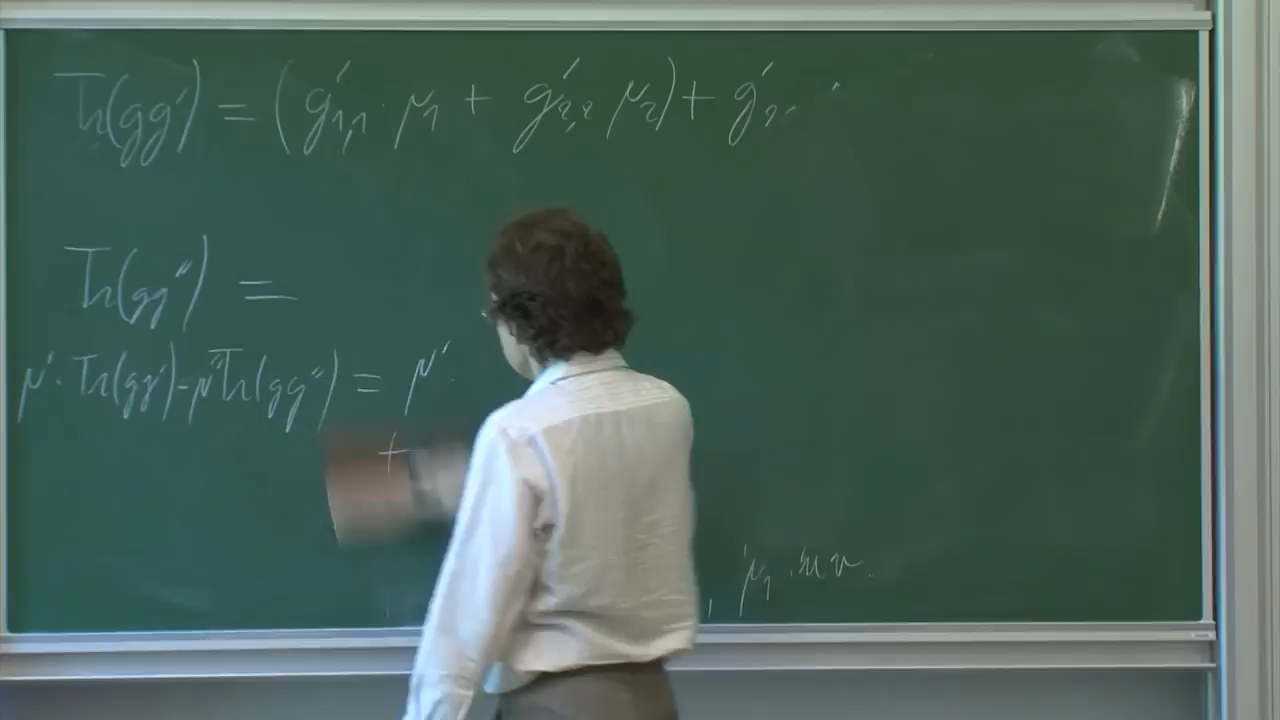 Tr(gg') = (g'₁,₁ · μ₁ + g'₂,₂ μ₂) + g'₂,
Tr(gg'') =
μ' · Tr(gg') - μ'' Tr(gg'') = μ' ·
+
μ₁